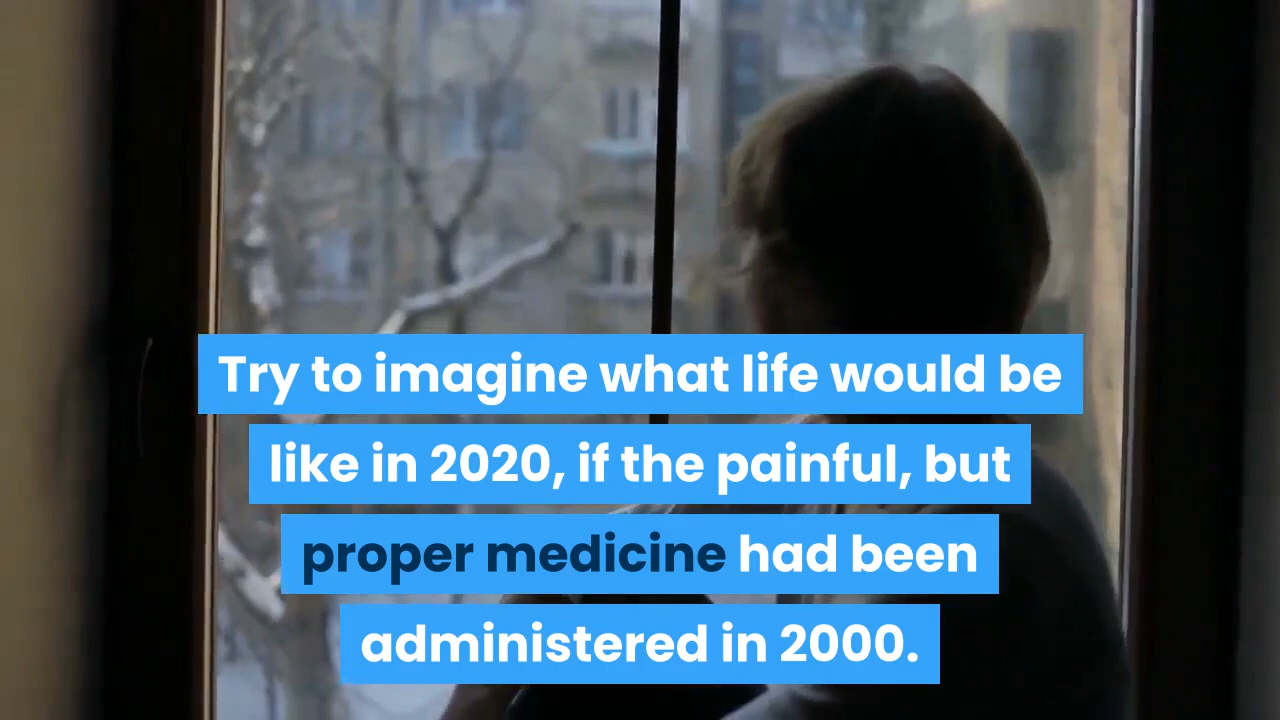 Try to imagine what life would be
like in 2020, if the painful, but
proper medicine had been
administered in 2000.